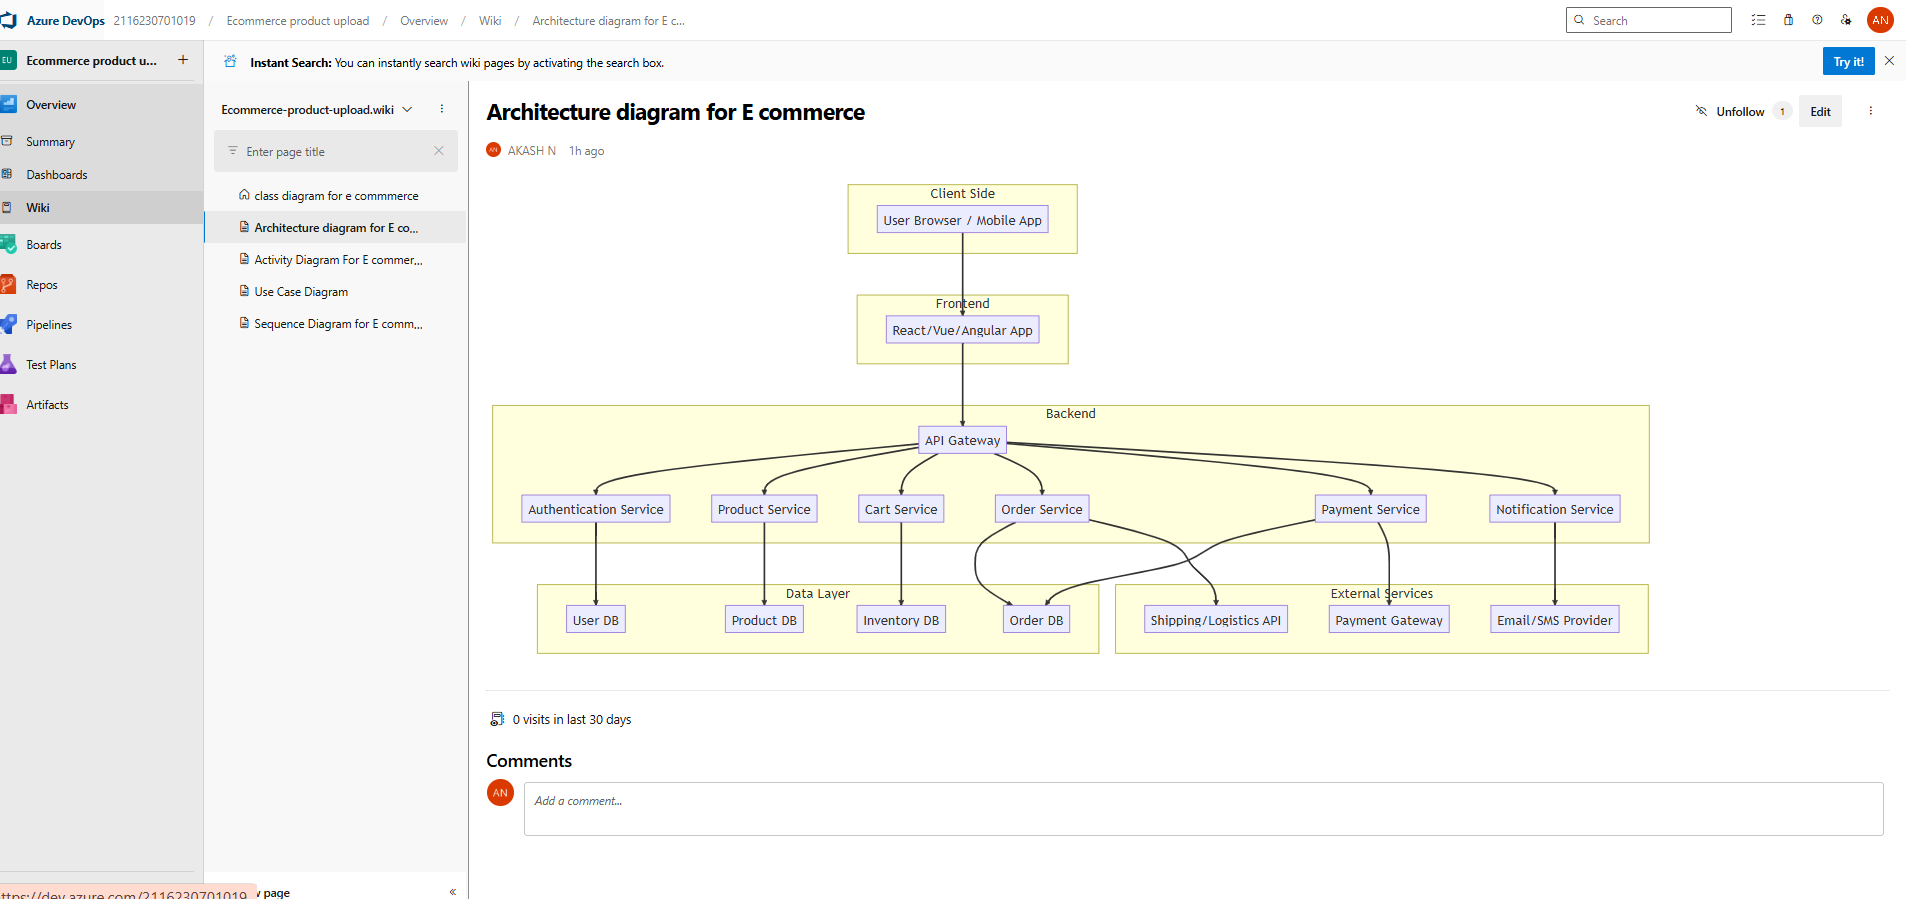 Azure DevOps 2116230701019 / Ecommerce product upload / Overview / Wiki / Architecture diagram for E c... Search AN
EU Ecommerce product u... +
Instant Search: You can instantly search wiki pages by activating the search box. Try it!
Overview
Summary
Dashboards
Wiki
Boards
Repos
Pipelines
Test Plans
Artifacts
Ecommerce-product-upload.wiki
Enter page title
class diagram for e commmerce
Architecture diagram for E co...
Activity Diagram For E commer...
Use Case Diagram
Sequence Diagram for E comm...
Architecture diagram for E commerce
Unfollow 1 Edit
AN AKASH N 1h ago
Client Side
User Browser / Mobile App
Frontend
React/Vue/Angular App
Backend
API Gateway
Authentication Service Product Service Cart Service Order Service Payment Service Notification Service
Data Layer External Services
User DB Product DB Inventory DB Order DB Shipping/Logistics API Payment Gateway Email/SMS Provider
0 visits in last 30 days
Comments
AN Add a comment...
page
ttps://dev.azure.com/2116230701019